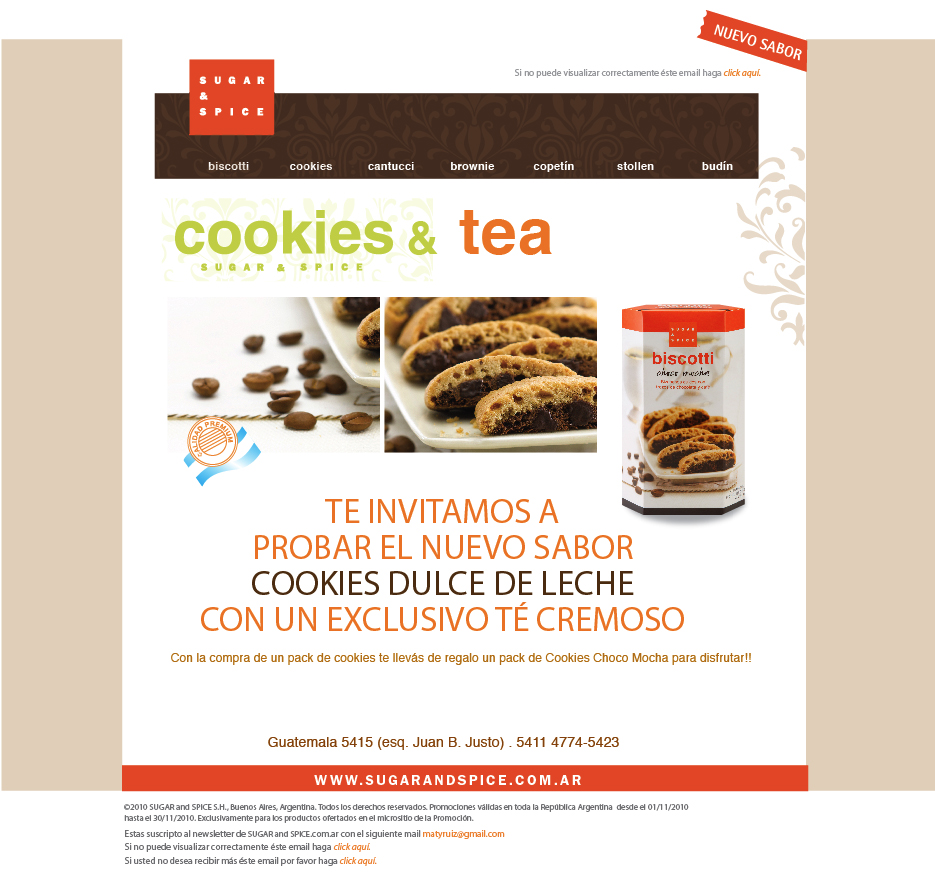 NUEVO SABOR
Si no puede visualizar correctamente éste email haga click aquí.
SUGAR
&
SPICE
biscotti cookies cantucci brownie copetín stollen budín
cookies & tea
SUGAR & SPICE
SUGAR
&
SPICE
biscotti
choco mocha
CALIDAD PREMIUM
TE INVITAMOS A
PROBAR EL NUEVO SABOR
COOKIES DULCE DE LECHE
CON UN EXCLUSIVO TÉ CREMOSO
Con la compra de un pack de cookies te llevás de regalo un pack de Cookies Choco Mocha para disfrutar!!
Guatemala 5415 (esq. Juan B. Justo) . 5411 4774-5423
WWW.SUGARANDSPICE.COM.AR
©2010 SUGAR and SPICE S.H., Buenos Aires, Argentina. Todos los derechos reservados. Promociones válidas en toda la República Argentina desde el 01/11/2010
hasta el 30/11/2010. Exclusivamente para los productos ofertados en el micrositio de la Promoción.
Estas suscripto al newsletter de SUGAR and SPICE.com.ar con el siguiente mail matyruiz@gmail.com
Si no puede visualizar correctamente éste email haga click aquí.
Si usted no desea recibir más éste email por favor haga click aquí.